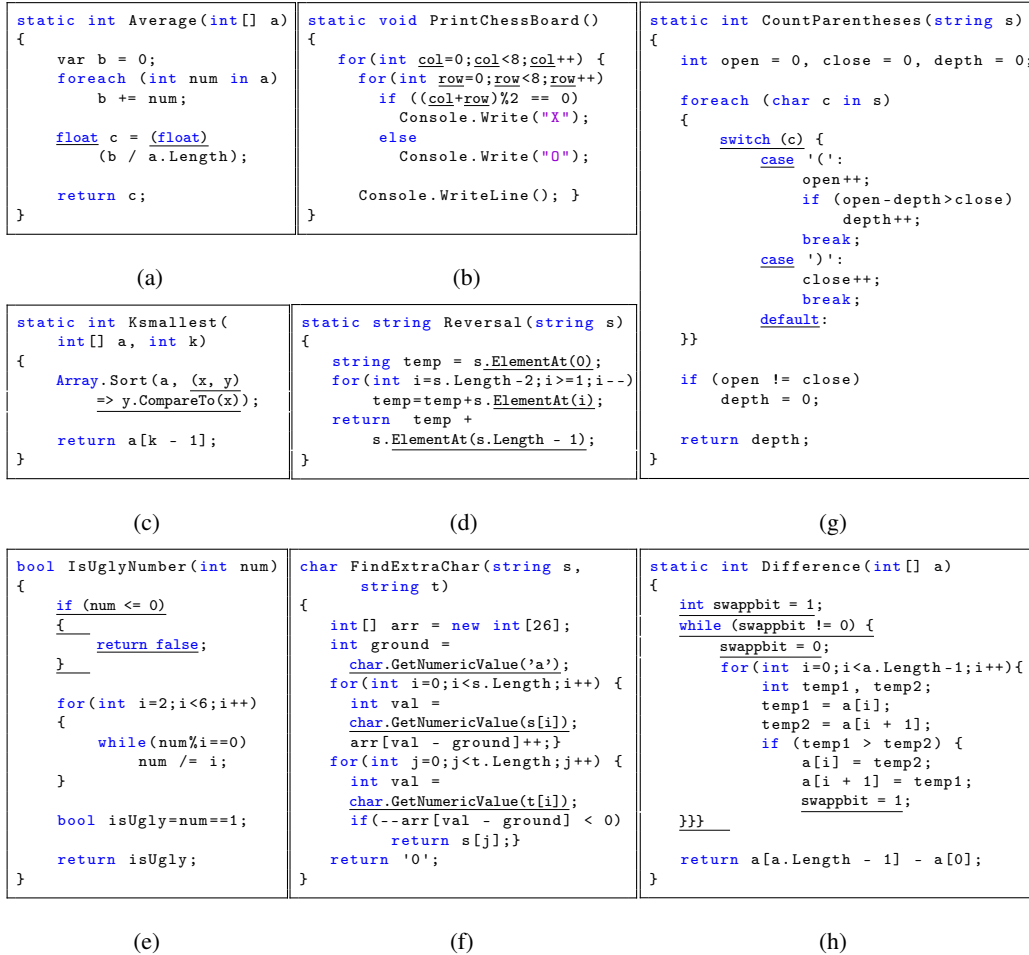 static int Average(int[] a)
{
var b = 0;
foreach (int num in a)
b += num;
float c = (float)
(b / a.Length);
return c;
}
(a)
static void PrintChessBoard()
{
for(int col=0;col<8;col++) {
for(int row=0;row<8;row++)
if ((col+row)%2 == 0)
Console.Write("X");
else
Console.Write("O");
Console.WriteLine(); }
}
(b)
static int Ksmallest(
int[] a, int k)
{
Array.Sort(a, (x, y)
=> y.CompareTo(x));
return a[k - 1];
}
(c)
static string Reversal(string s)
{
string temp = s.ElementAt(0);
for(int i=s.Length-2;i>=1;i--)
temp=temp+s.ElementAt(i);
return temp +
s.ElementAt(s.Length - 1);
}
(d)
static int CountParentheses(string s)
{
int open = 0, close = 0, depth = 0;
foreach (char c in s)
{
switch (c) {
case '(':
open++;
if (open-depth>close)
depth++;
break;
case ')':
close++;
break;
default:
}}
if (open != close)
depth = 0;
return depth;
}
(g)
bool IsUglyNumber(int num)
{
if (num <= 0)
{
return false;
}
for(int i=2;i<6;i++)
{
while(num%i==0)
num /= i;
}
bool isUgly=num==1;
return isUgly;
}
(e)
char FindExtraChar(string s,
string t)
{
int[] arr = new int[26];
int ground =
char.GetNumericValue('a');
for(int i=0;i<s.Length;i++) {
int val =
char.GetNumericValue(s[i]);
arr[val - ground]++;}
for(int j=0;j<t.Length;j++) {
int val =
char.GetNumericValue(t[i]);
if(--arr[val - ground] < 0)
return s[j];}
return '0';
}
(f)
static int Difference(int[] a)
{
int swappbit = 1;
while (swappbit != 0) {
swappbit = 0;
for(int i=0;i<a.Length-1;i++){
int temp1, temp2;
temp1 = a[i];
temp2 = a[i + 1];
if (temp1 > temp2) {
a[i] = temp2;
a[i + 1] = temp1;
swappbit = 1;
}}}
return a[a.Length - 1] - a[0];
}
(h)